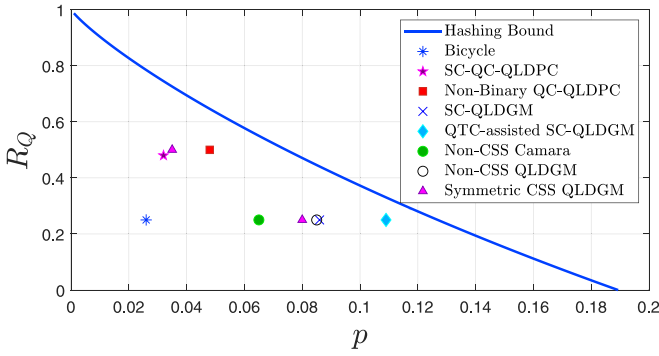 1
0.8
0.6
0.4
0.2
0
R_Q
0 0.02 0.04 0.06 0.08 0.1 0.12 0.14 0.16 0.18 0.2
p
Hashing Bound
Bicycle
SC-QC-QLDPC
Non-Binary QC-QLDPC
SC-QLDGM
QTC-assisted SC-QLDGM
Non-CSS Camara
Non-CSS QLDGM
Symmetric CSS QLDGM